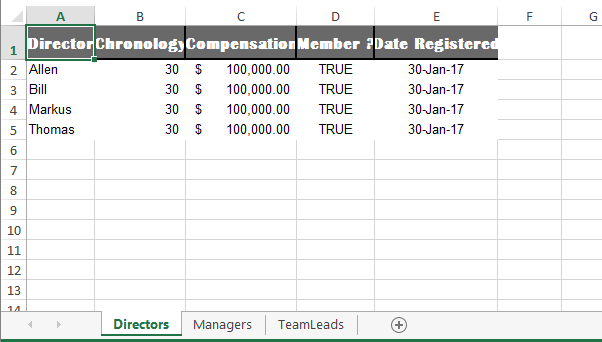 A B C D E F G
1 Director Chronology Compensation Member ? Date Registered
2 Allen 30 $ 100,000.00 TRUE 30-Jan-17
3 Bill 30 $ 100,000.00 TRUE 30-Jan-17
4 Markus 30 $ 100,000.00 TRUE 30-Jan-17
5 Thomas 30 $ 100,000.00 TRUE 30-Jan-17
6
7
8
9
10
11
12
13
14
Directors Managers TeamLeads